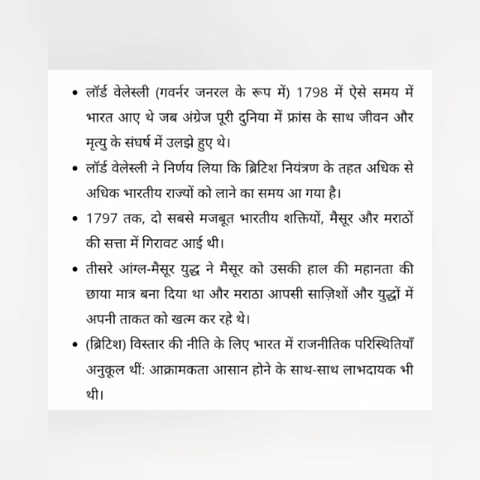 • लॉर्ड वेलेस्ली (गवर्नर जनरल के रूप में) 1798 में ऐसे समय में
भारत आए थे जब अंग्रेज पूरी दुनिया में फ्रांस के साथ जीवन और
मृत्यु के संघर्ष में उलझे हुए थे।
• लॉर्ड वेलेस्ली ने निर्णय लिया कि ब्रिटिश नियंत्रण के तहत अधिक से
अधिक भारतीय राज्यों को लाने का समय आ गया है।
• 1797 तक, दो सबसे मजबूत भारतीय शक्तियों, मैसूर और मराठों
की सत्ता में गिरावट आई थी।
• तीसरे आंग्ल-मैसूर युद्ध ने मैसूर को उसकी हाल की महानता की
छाया मात्र बना दिया था और मराठा आपसी साज़िशों और युद्धों में
अपनी ताकत को खत्म कर रहे थे।
• (ब्रिटिश) विस्तार की नीति के लिए भारत में राजनीतिक परिस्थितियाँ
अनुकूल थीं: आक्रामकता आसान होने के साथ-साथ लाभदायक भी
थी।